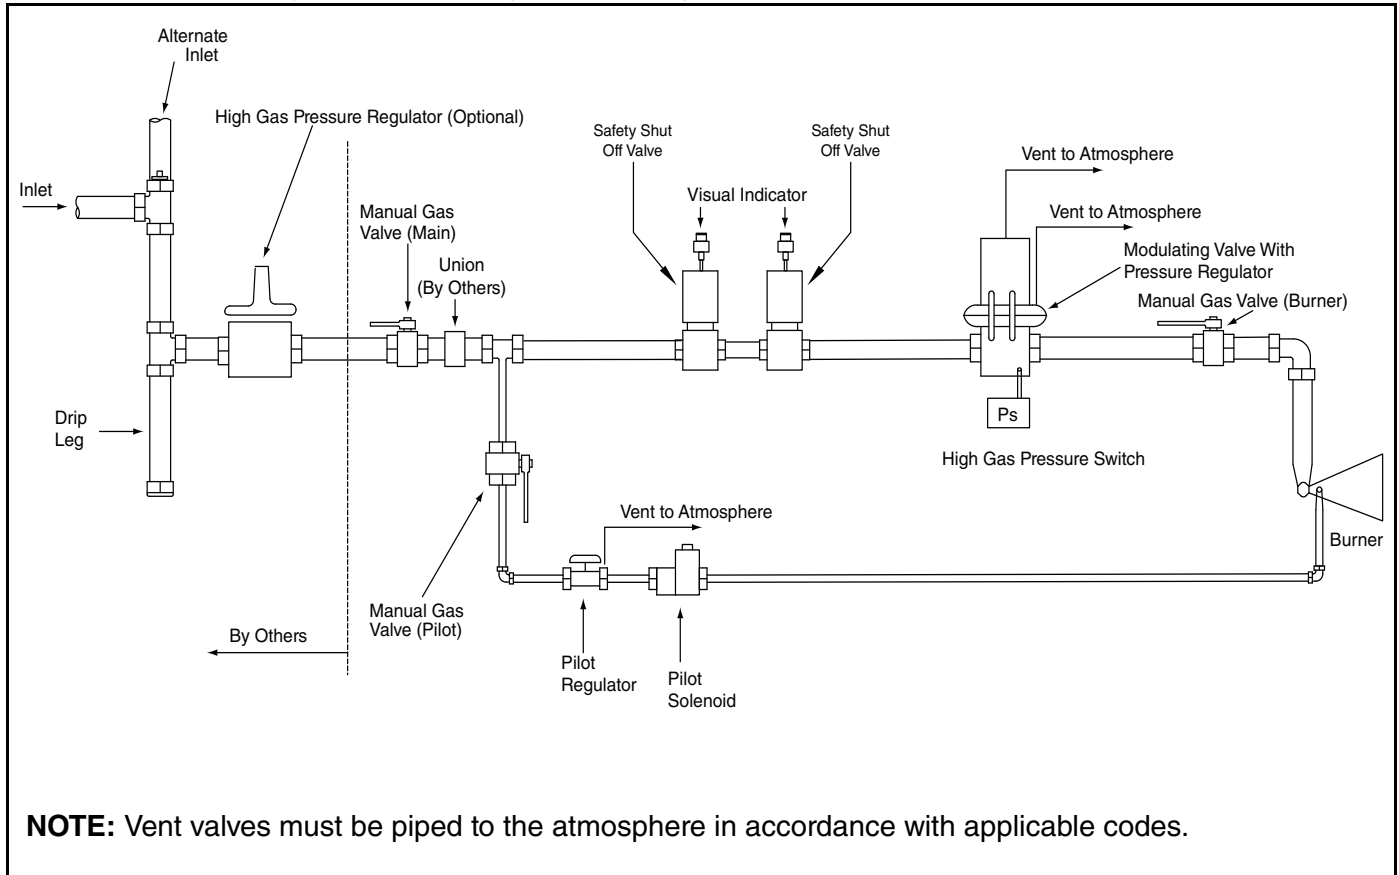 Alternate
Inlet
High Gas Pressure Regulator (Optional)
Safety Shut
Off Valve
Safety Shut
Off Valve
Vent to Atmosphere
Inlet
Visual Indicator
Manual Gas
Valve (Main)
Vent to Atmosphere
Modulating Valve With
Pressure Regulator
Union
(By Others)
Manual Gas Valve (Burner)
Drip
Leg
Ps
High Gas Pressure Switch
Vent to Atmosphere
Burner
Manual Gas
Valve (Pilot)
By Others
Pilot
Regulator
Pilot
Solenoid
NOTE: Vent valves must be piped to the atmosphere in accordance with applicable codes.